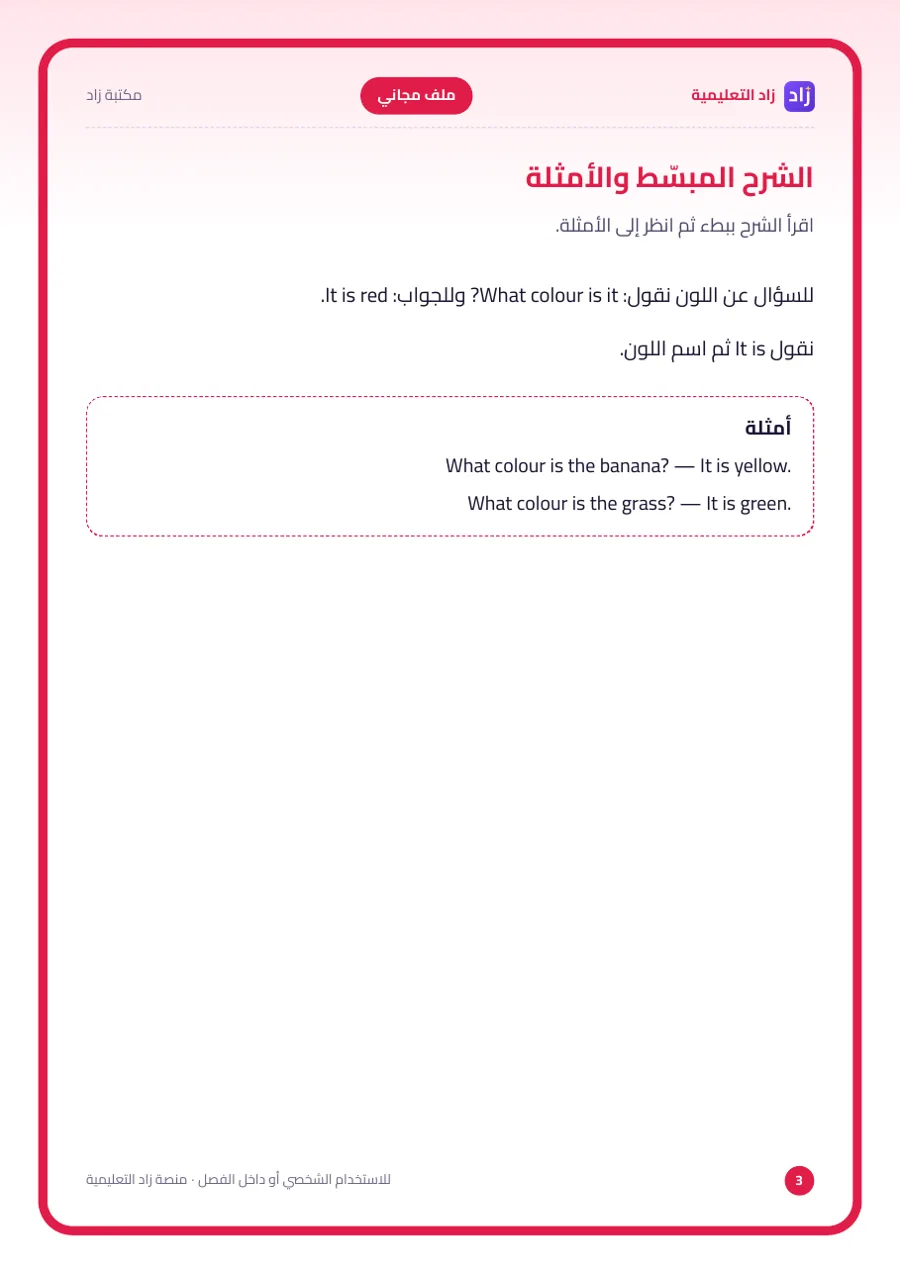 زاد
زاد التعليمية
ملف مجاني
مكتبة زاد
الشرح المبسّط والأمثلة
اقرأ الشرح ببطء ثم انظر إلى الأمثلة.
للسؤال عن اللون نقول: What colour is it? وللجواب: It is red.
نقول It is ثم اسم اللون.
أمثلة
What colour is the banana? — It is yellow.
What colour is the grass? — It is green.
3
للاستخدام الشخصي أو داخل الفصل · منصة زاد التعليمية